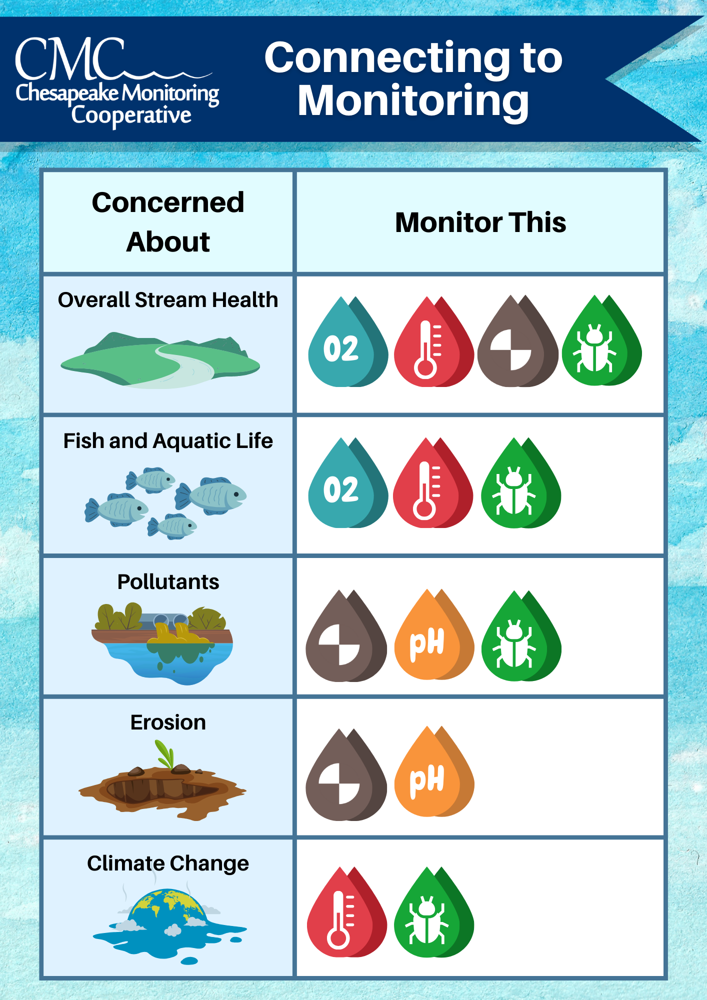 CMC
Chesapeake Monitoring
Cooperative
Connecting to
Monitoring
Concerned
About
Monitor This
Overall Stream Health
02
Fish and Aquatic Life
02
Pollutants
pH
Erosion
pH
Climate Change